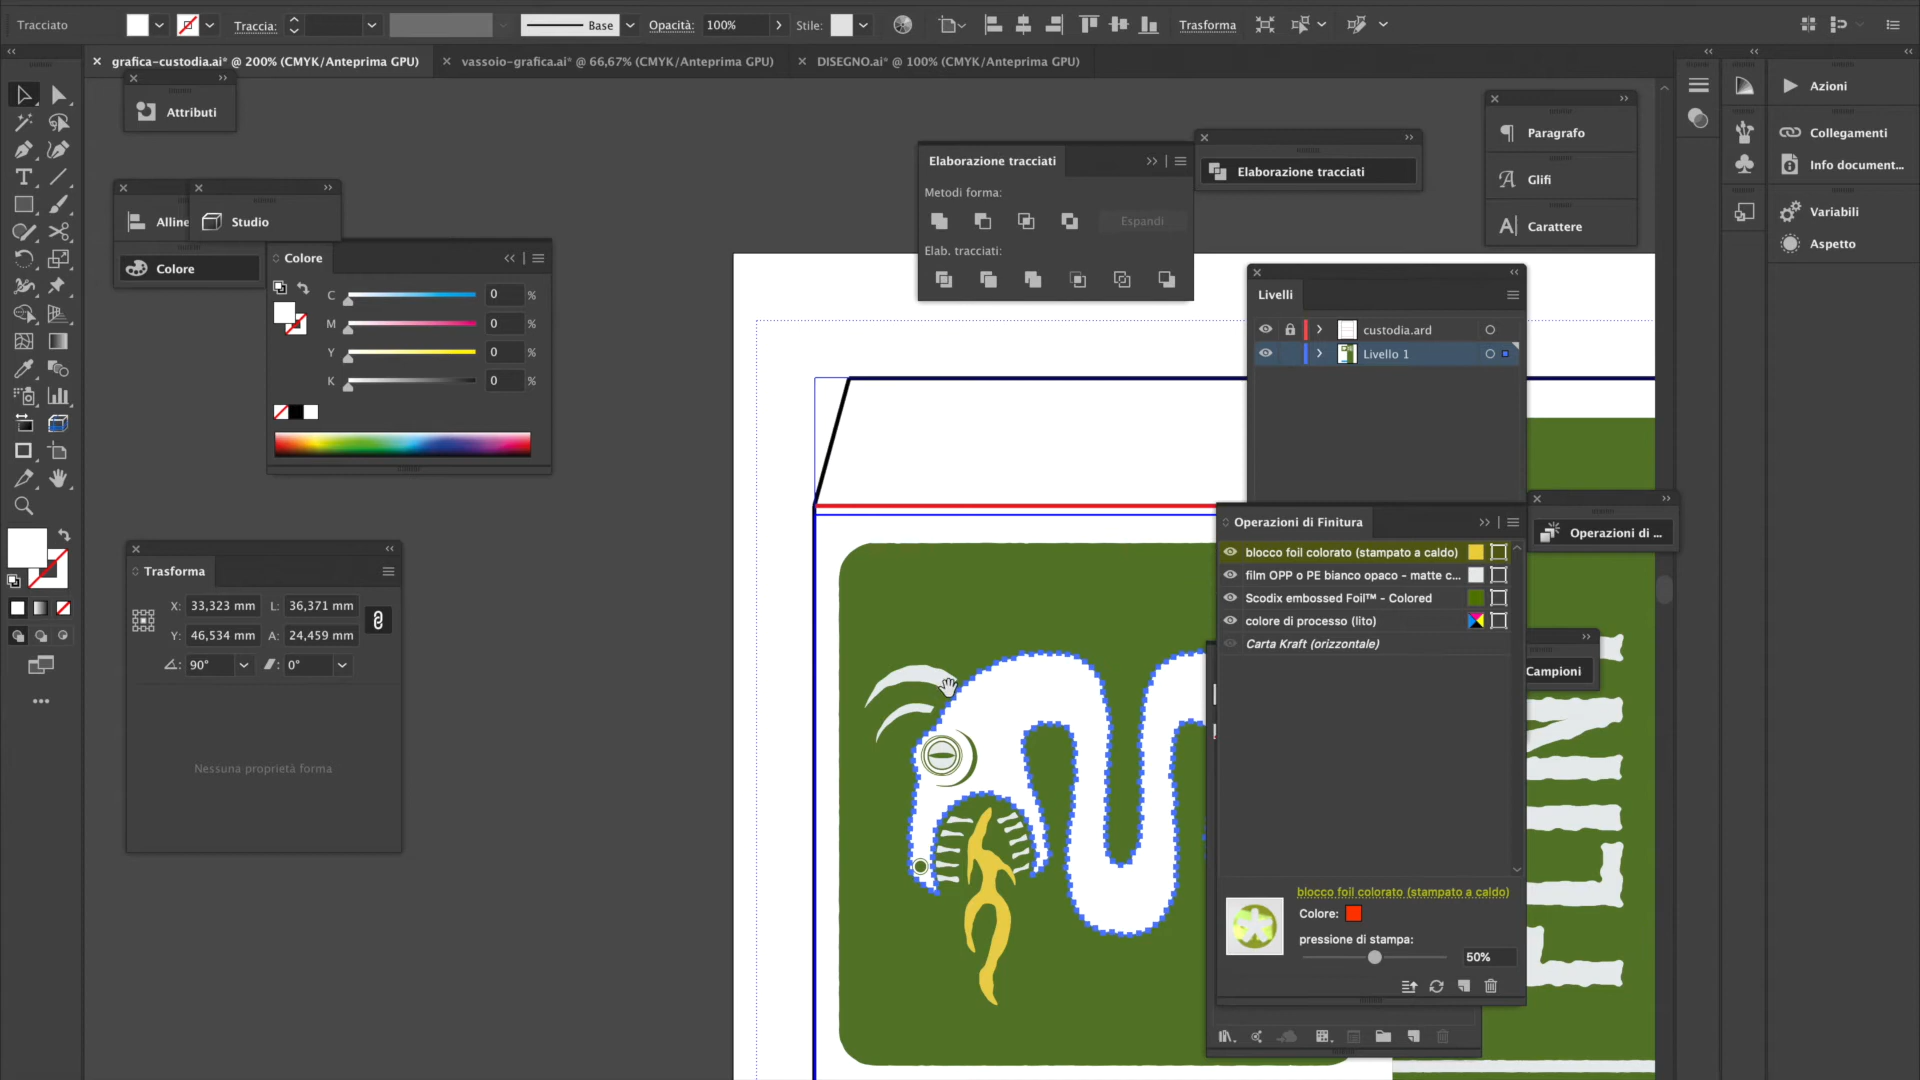 Tracciato
Traccia:
Base
Opacità:
100%
Stile:
Trasforma
grafica-custodia.ai* @ 200% (CMYK/Anteprima GPU)
vassoio-grafica.ai* @ 66,67% (CMYK/Anteprima GPU)
DISEGNO.ai* @ 100% (CMYK/Anteprima GPU)
Attributi
Alline
Studio
Colore
Colore
C 0 %
M 0 %
Y 0 %
K 0 %
Trasforma
X: 33,323 mm L: 36,371 mm
Y: 46,534 mm A: 24,459 mm
90° 0°
Nessuna proprietà forma
Elaborazione tracciati
Metodi forma:
Espandi
Elab. tracciati:
Elaborazione tracciati
Livelli
custodia.ard
Livello 1
Operazioni di Finitura
blocco foil colorato (stampato a caldo)
film OPP o PE bianco opaco - matte c...
Scodix embossed Foil™ - Colored
colore di processo (lito)
Carta Kraft (orizzontale)
blocco foil colorato (stampato a caldo)
Colore:
pressione di stampa:
50%
Operazioni di ...
Campioni
Paragrafo
Glifi
Carattere
Azioni
Collegamenti
Info document...
Variabili
Aspetto